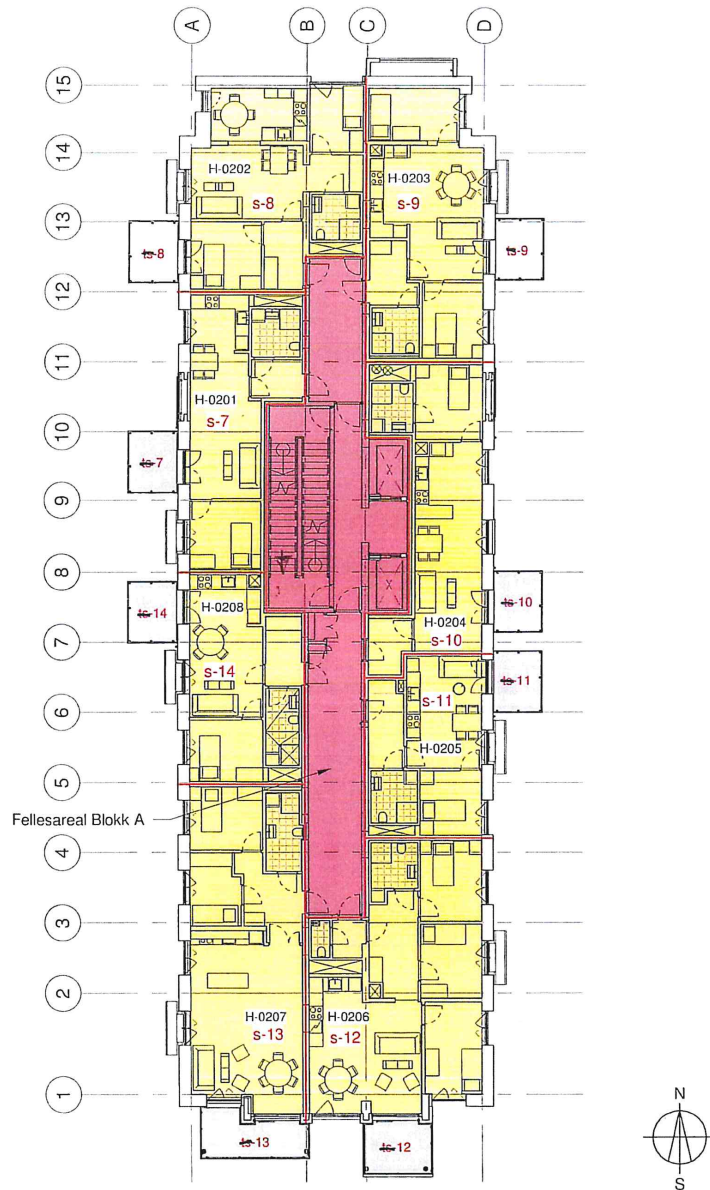 A
B
C
D
15
14
13
12
11
10
9
8
7
6
5
4
3
2
1
H-0202
s-8
H-0203
s-9
ts-8
ts-9
H-0201
s-7
ts-7
H-0208
s-14
ts-14
H-0204
s-10
ts-10
s-11
H-0205
ts-11
Fellesareal Blokk A
H-0207
s-13
H-0206
s-12
ts-13
ts-12
N
S